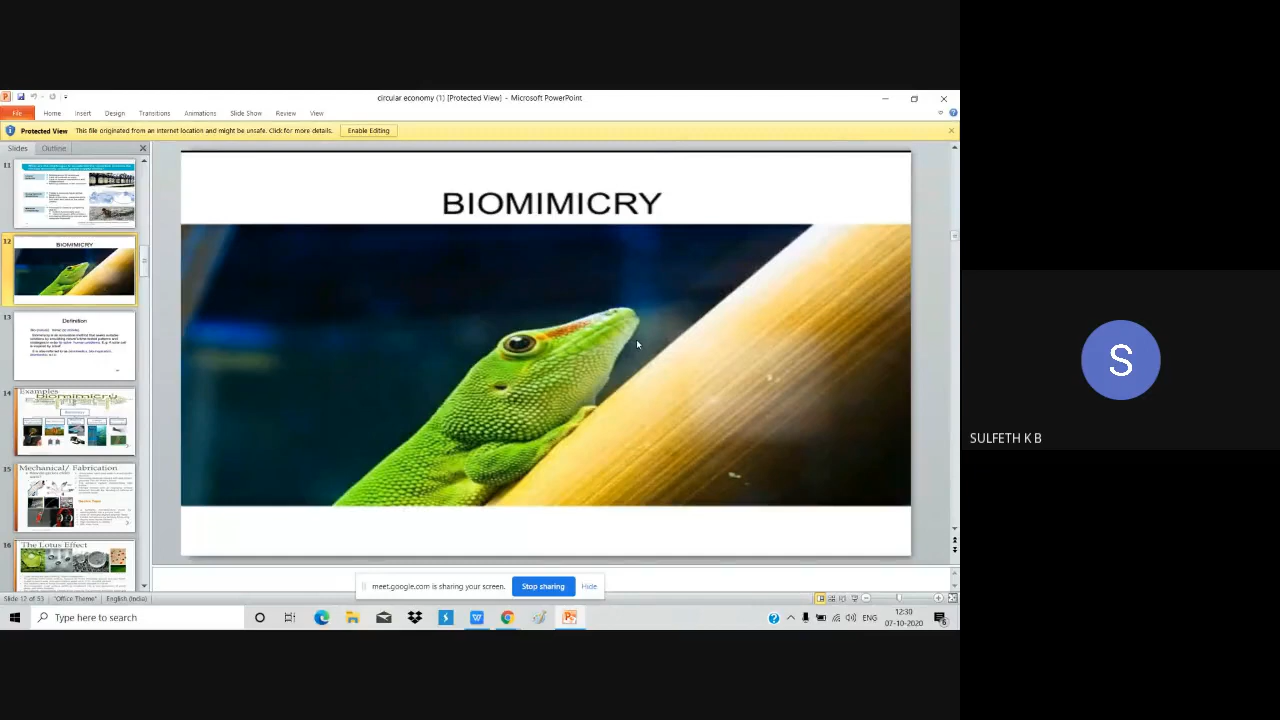 circular economy (1) [Protected View] - Microsoft PowerPoint
File Home Insert Design Transitions Animations Slide Show Review View
Protected View This file originated from an Internet location and might be unsafe. Click for more details. Enable Editing
Slides Outline
11
12
BIOMIMICRY
13
Definition
14
Examples
Biomimicry
15
Mechanical/ Fabrication
16
The Lotus Effect
BIOMIMICRY
S
SULFETH K B
meet.google.com is sharing your screen. Stop sharing Hide
Slide 12 of 53 "Office Theme" English (India)
Type here to search
ENG
12:30
07-10-2020